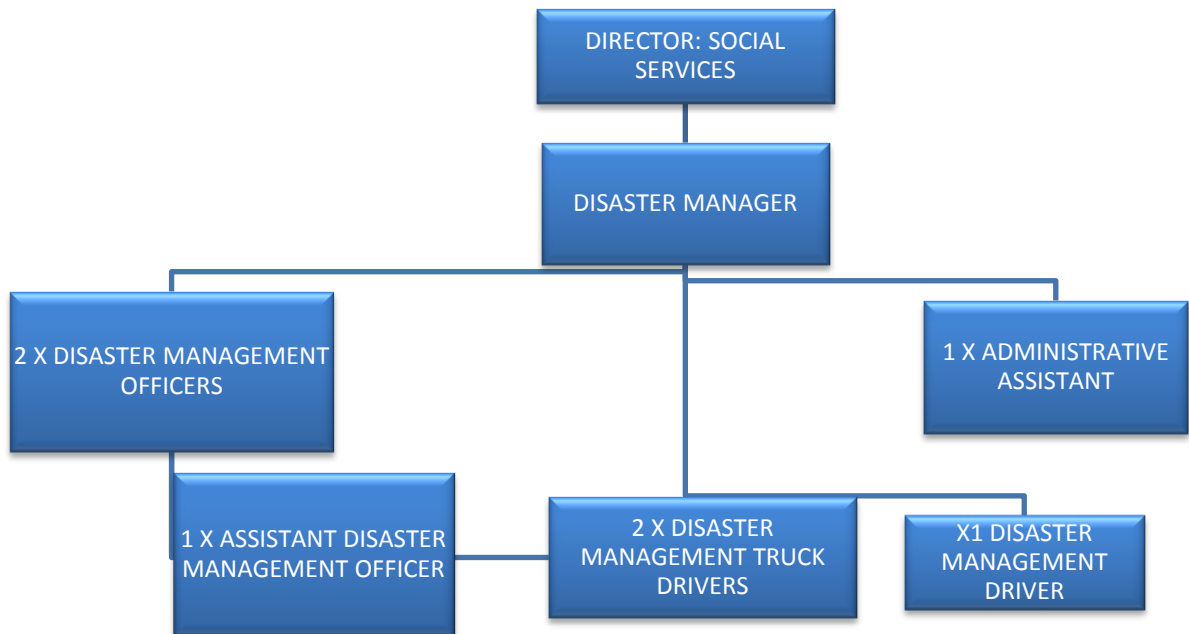 DIRECTOR: SOCIAL
SERVICES
DISASTER MANAGER
2 X DISASTER MANAGEMENT
OFFICERS
1 X ADMINISTRATIVE
ASSISTANT
1 X ASSISTANT DISASTER
MANAGEMENT OFFICER
2 X DISASTER
MANAGEMENT TRUCK
DRIVERS
X1 DISASTER
MANAGEMENT
DRIVER